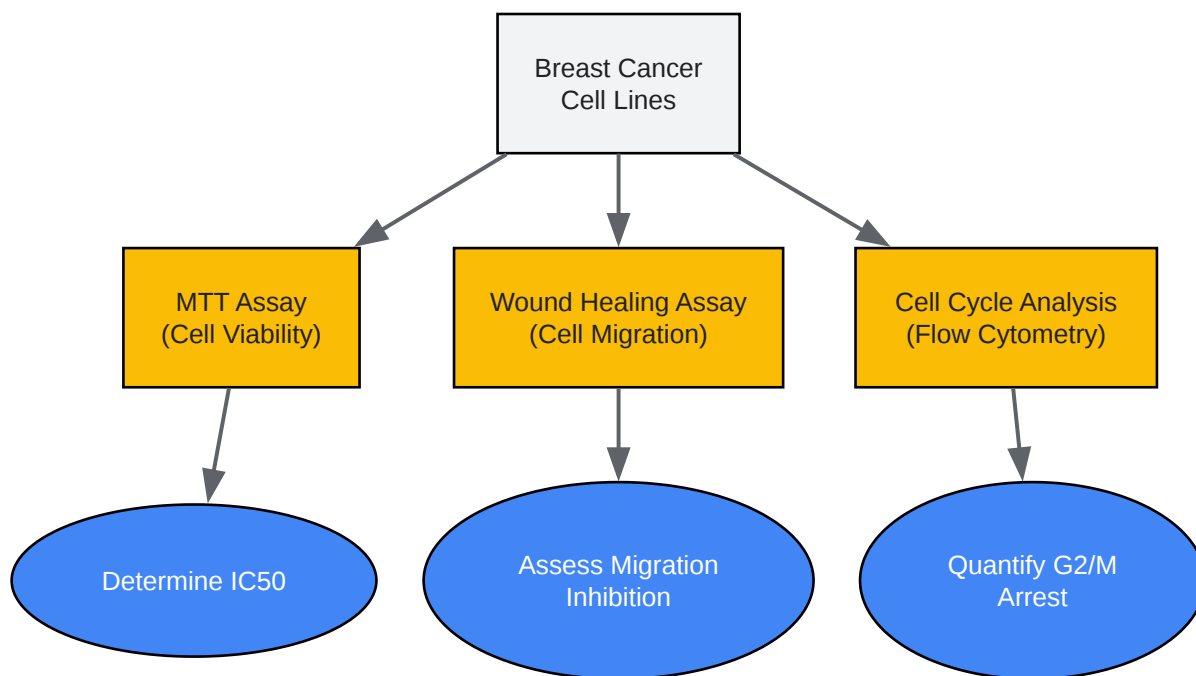 Breast Cancer
Cell Lines
MTT Assay
(Cell Viability)
Wound Healing Assay
(Cell Migration)
Cell Cycle Analysis
(Flow Cytometry)
Determine IC50
Assess Migration
Inhibition
Quantify G2/M
Arrest